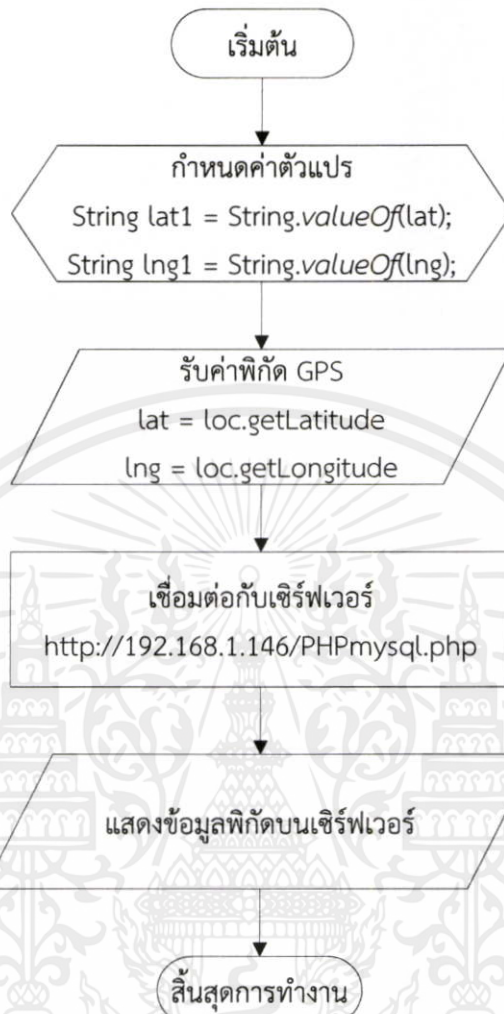 เริ่มต้น
กำหนดค่าตัวแปร
String lat1 = String.valueOf(lat);
String lng1 = String.valueOf(lng);
รับค่าพิกัด GPS
lat = loc.getLatitude
lng = loc.getLongitude
เชื่อมต่อกับเซิร์ฟเวอร์
http://192.168.1.146/PHPmysql.php
แสดงข้อมูลพิกัดบนเซิร์ฟเวอร์
สิ้นสุดการทำงาน